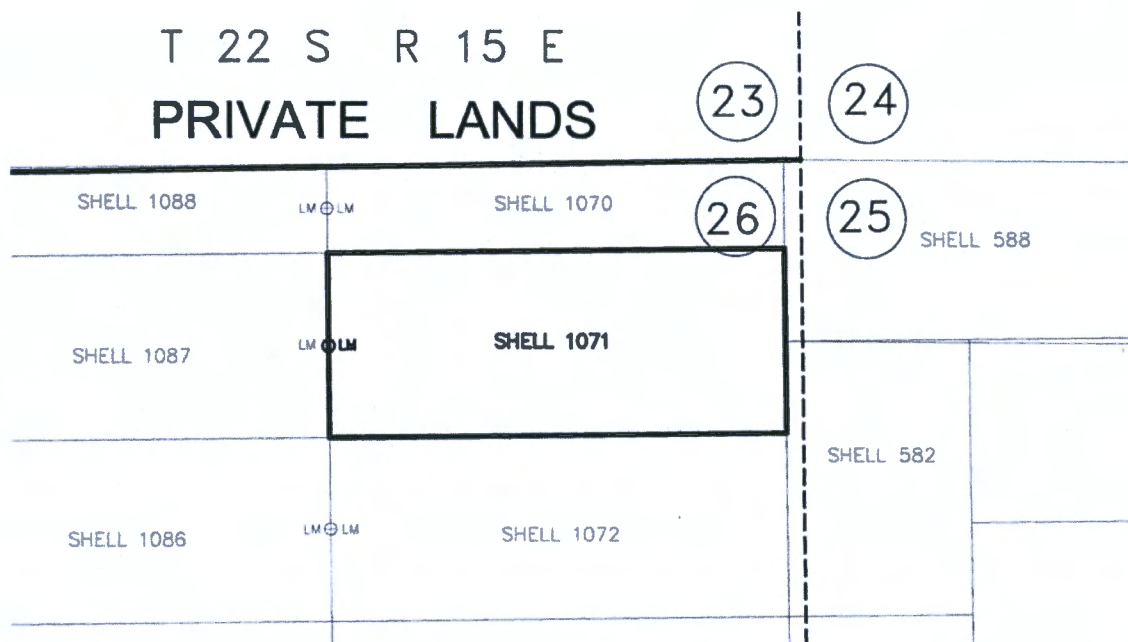 T 22 S R 15 E
PRIVATE LANDS
23
24
SHELL 1088
LM LM
SHELL 1070
26
25
SHELL 588
SHELL 1087
LM LM
SHELL 1071
SHELL 582
SHELL 1086
LM LM
SHELL 1072